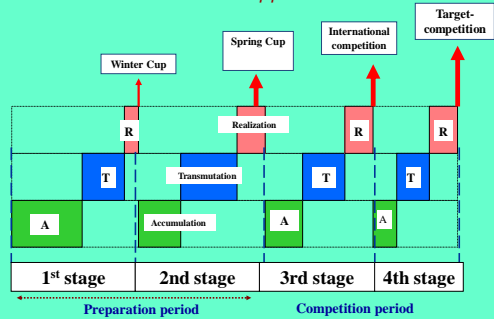 Target-
competition
International
competition
Spring Cup
Winter Cup
R
Realization
R
R
T
Transmutation
T
T
A
Accumulation
A
A
1st stage
2nd stage
3rd stage
4th stage
Preparation period
Competition period